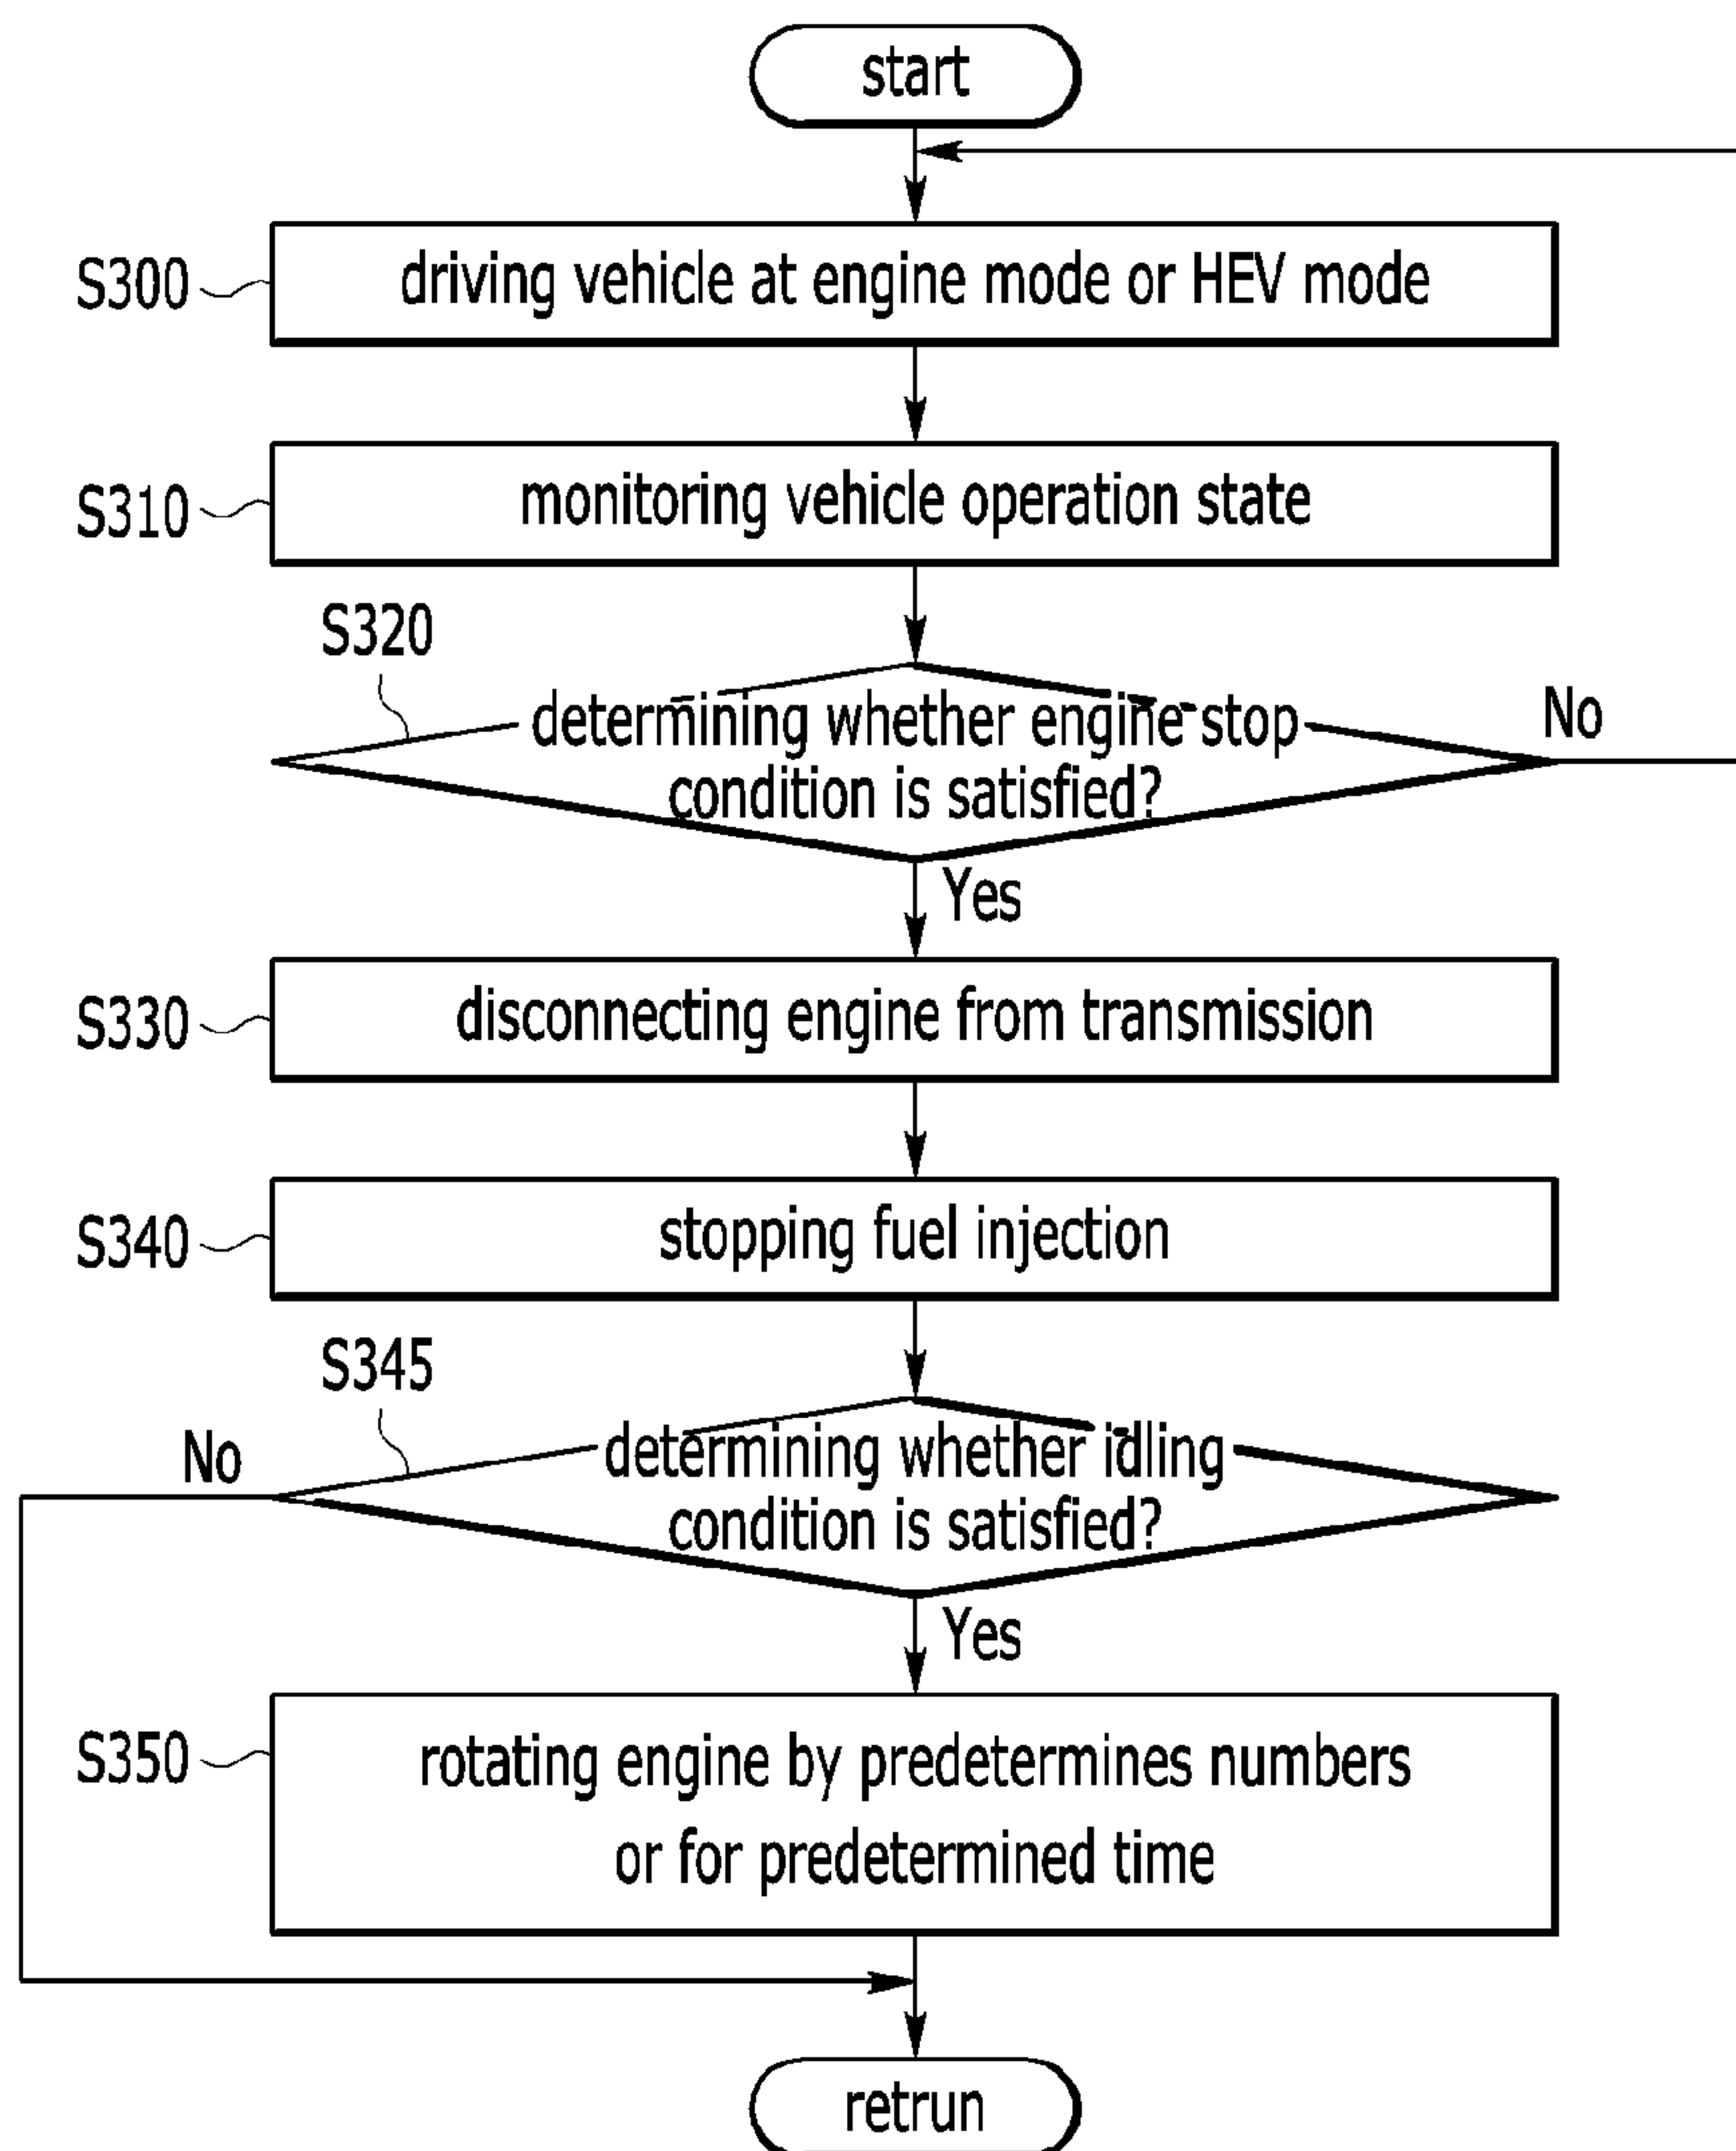 start
S300
driving vehicle at engine mode or HEV mode
S310
monitoring vehicle operation state
S320
determining whether engine stop
condition is satisfied?
No
Yes
S330
disconnecting engine from transmission
S340
stopping fuel injection
S345
No
determining whether idling
condition is satisfied?
Yes
S350
rotating engine by predetermines numbers
or for predetermined time
retrun